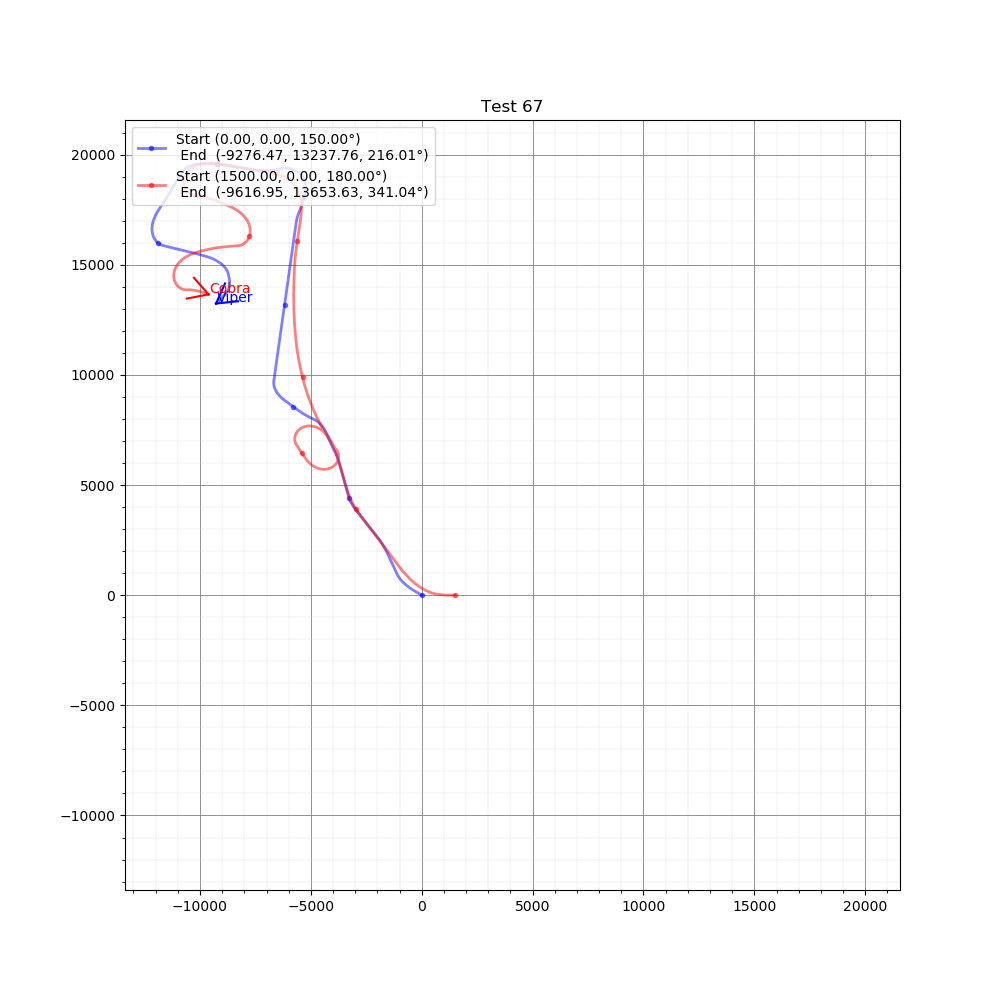 Test 67
Start (0.00, 0.00, 150.00°)
End (-9276.47, 13237.76, 216.01°)
Start (1500.00, 0.00, 180.00°)
End (-9616.95, 13653.63, 341.04°)
20000
15000
Cobra
Viper
10000
5000
0
−5000
−10000
−10000 −5000 0 5000 10000 15000 20000